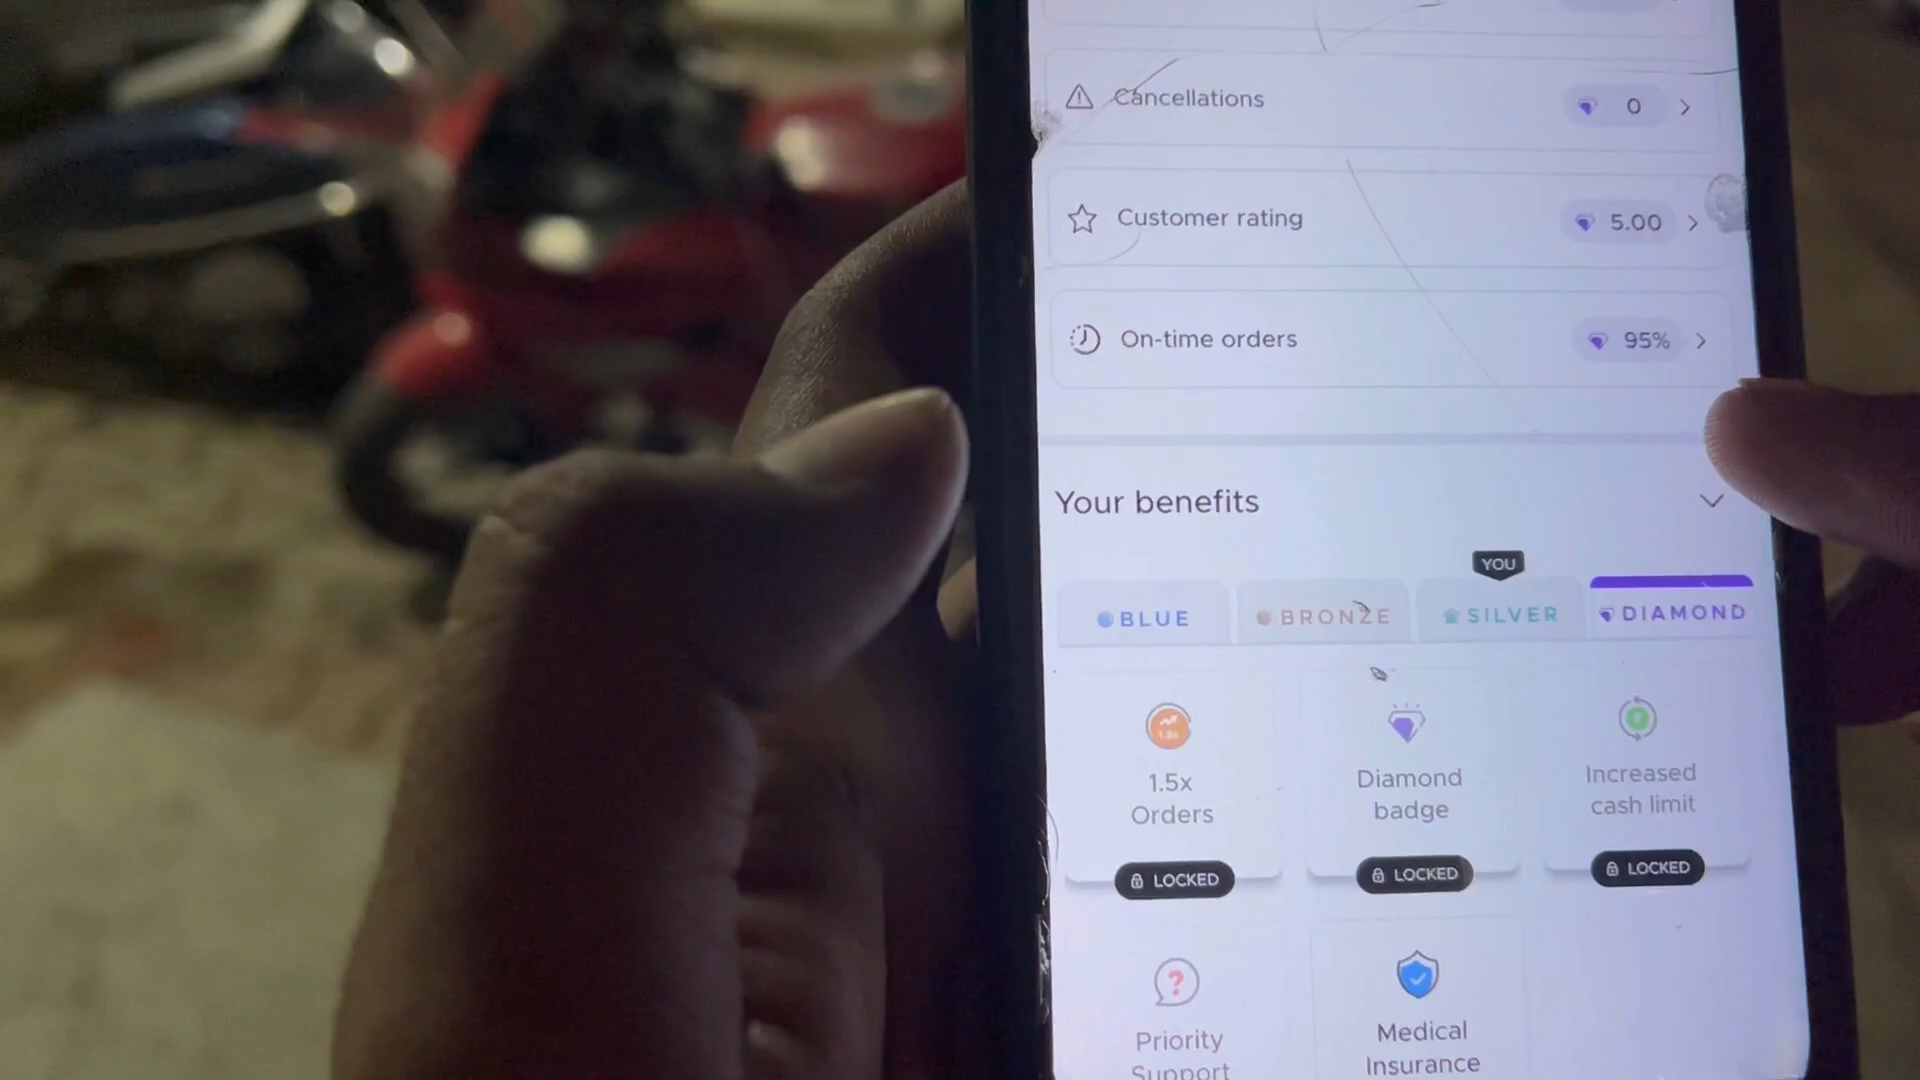 Cancellations
0
Customer rating
5.00
On-time orders
95%
Your benefits
YOU
BLUE
BRONZE
SILVER
DIAMOND
1.5x
Orders
Diamond
badge
Increased
cash limit
LOCKED
LOCKED
LOCKED
Priority
Support
Medical
Insurance